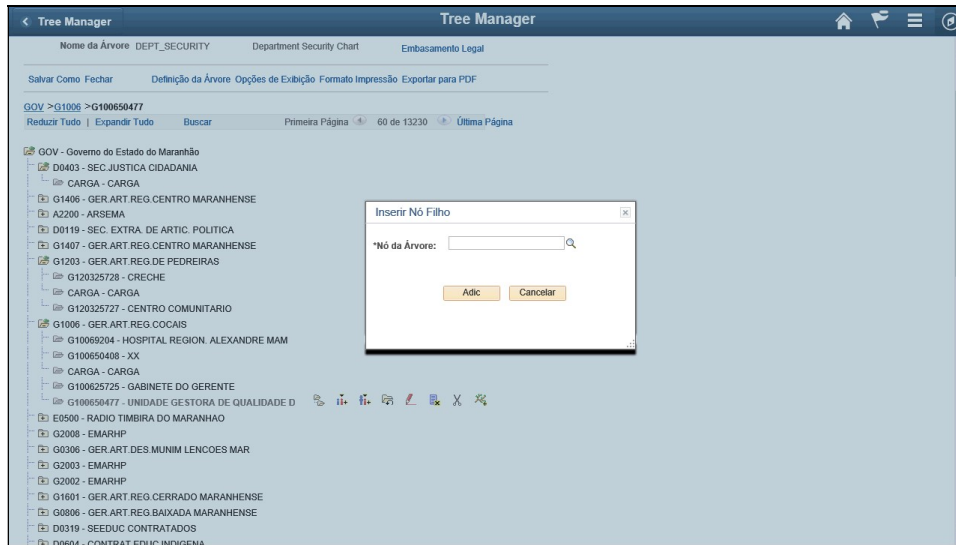 Tree Manager
Tree Manager
Nome da Árvore DEPT_SECURITY Department Security Chart Embasamento Legal
Salvar Como Fechar Definição da Árvore Opções de Exibição Formato Impressão Exportar para PDF
GOV >G1006 >G100650477
Reduzir Tudo | Expandir Tudo Buscar Primeira Página 60 de 13230 Última Página
GOV - Governo do Estado do Maranhão
D0403 - SEC.JUSTICA CIDADANIA
CARGA - CARGA
G1406 - GER.ART.REG.CENTRO MARANHENSE
A2200 - ARSEMA
D0119 - SEC. EXTRA. DE ARTIC. POLITICA
G1407 - GER.ART.REG.CENTRO MARANHENSE
G1203 - GER.ART.REG.DE PEDREIRAS
G120325728 - CRECHE
CARGA - CARGA
G120325727 - CENTRO COMUNITARIO
G1006 - GER.ART.REG.COCAIS
G10069204 - HOSPITAL REGION. ALEXANDRE MAM
G100650408 - XX
CARGA - CARGA
G100625725 - GABINETE DO GERENTE
G100650477 - UNIDADE GESTORA DE QUALIDADE D
E0500 - RADIO TIMBIRA DO MARANHAO
G2008 - EMARHP
G0306 - GER.ART.DES.MUNIM LENCOES MAR
G2003 - EMARHP
G2002 - EMARHP
G1601 - GER.ART.REG.CERRADO MARANHENSE
G0806 - GER.ART.REG.BAIXADA MARANHENSE
D0319 - SEEDUC CONTRATADOS
D0604 - CONTRAT.EDUC.INDIGENA
Inserir Nó Filho
*Nó da Árvore:
Adic Cancelar